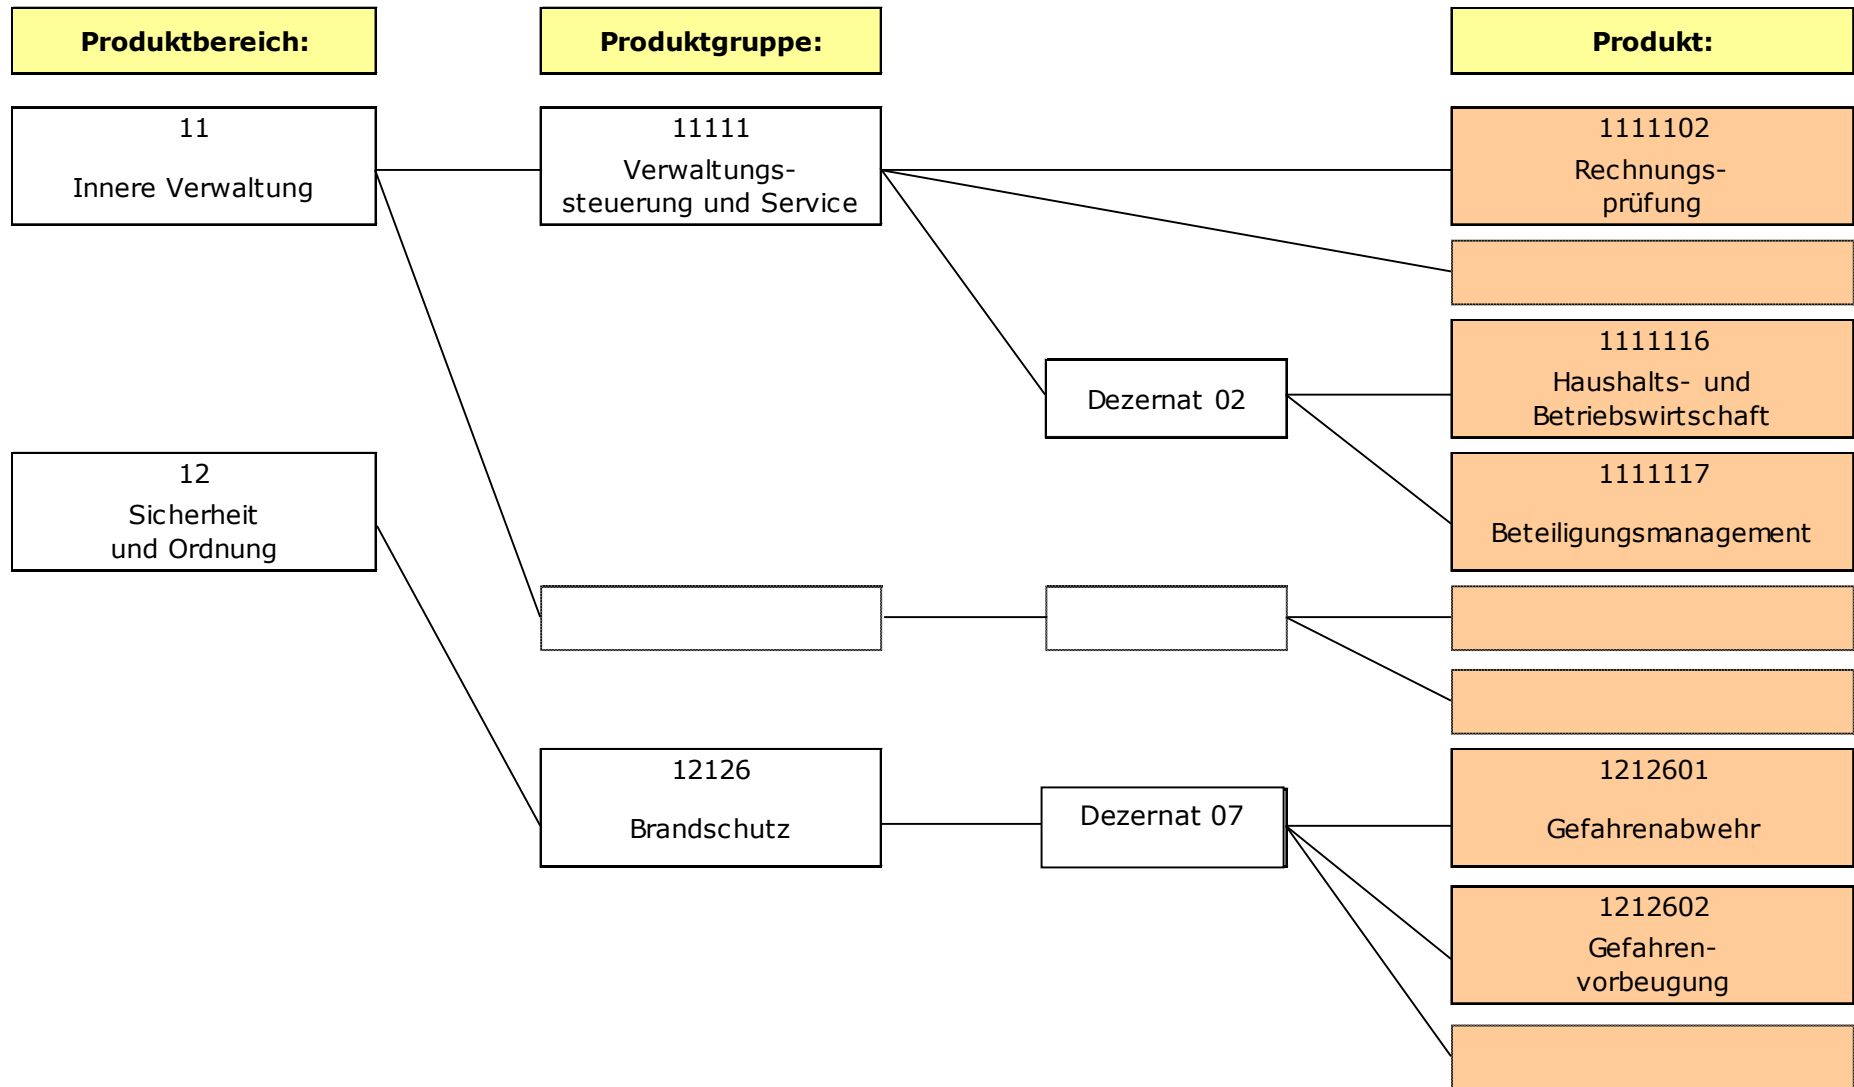 Produktbereich:
Produktgruppe:
Produkt:
11
Innere Verwaltung
11111
Verwaltungs-
steuerung und Service
1111102
Rechnungs-
prüfung
Dezernat 02
1111116
Haushalts- und
Betriebswirtschaft
1111117
Beteiligungsmanagement
12
Sicherheit
und Ordnung
12126
Brandschutz
Dezernat 07
1212601
Gefahrenabwehr
1212602
Gefahren-
vorbeugung